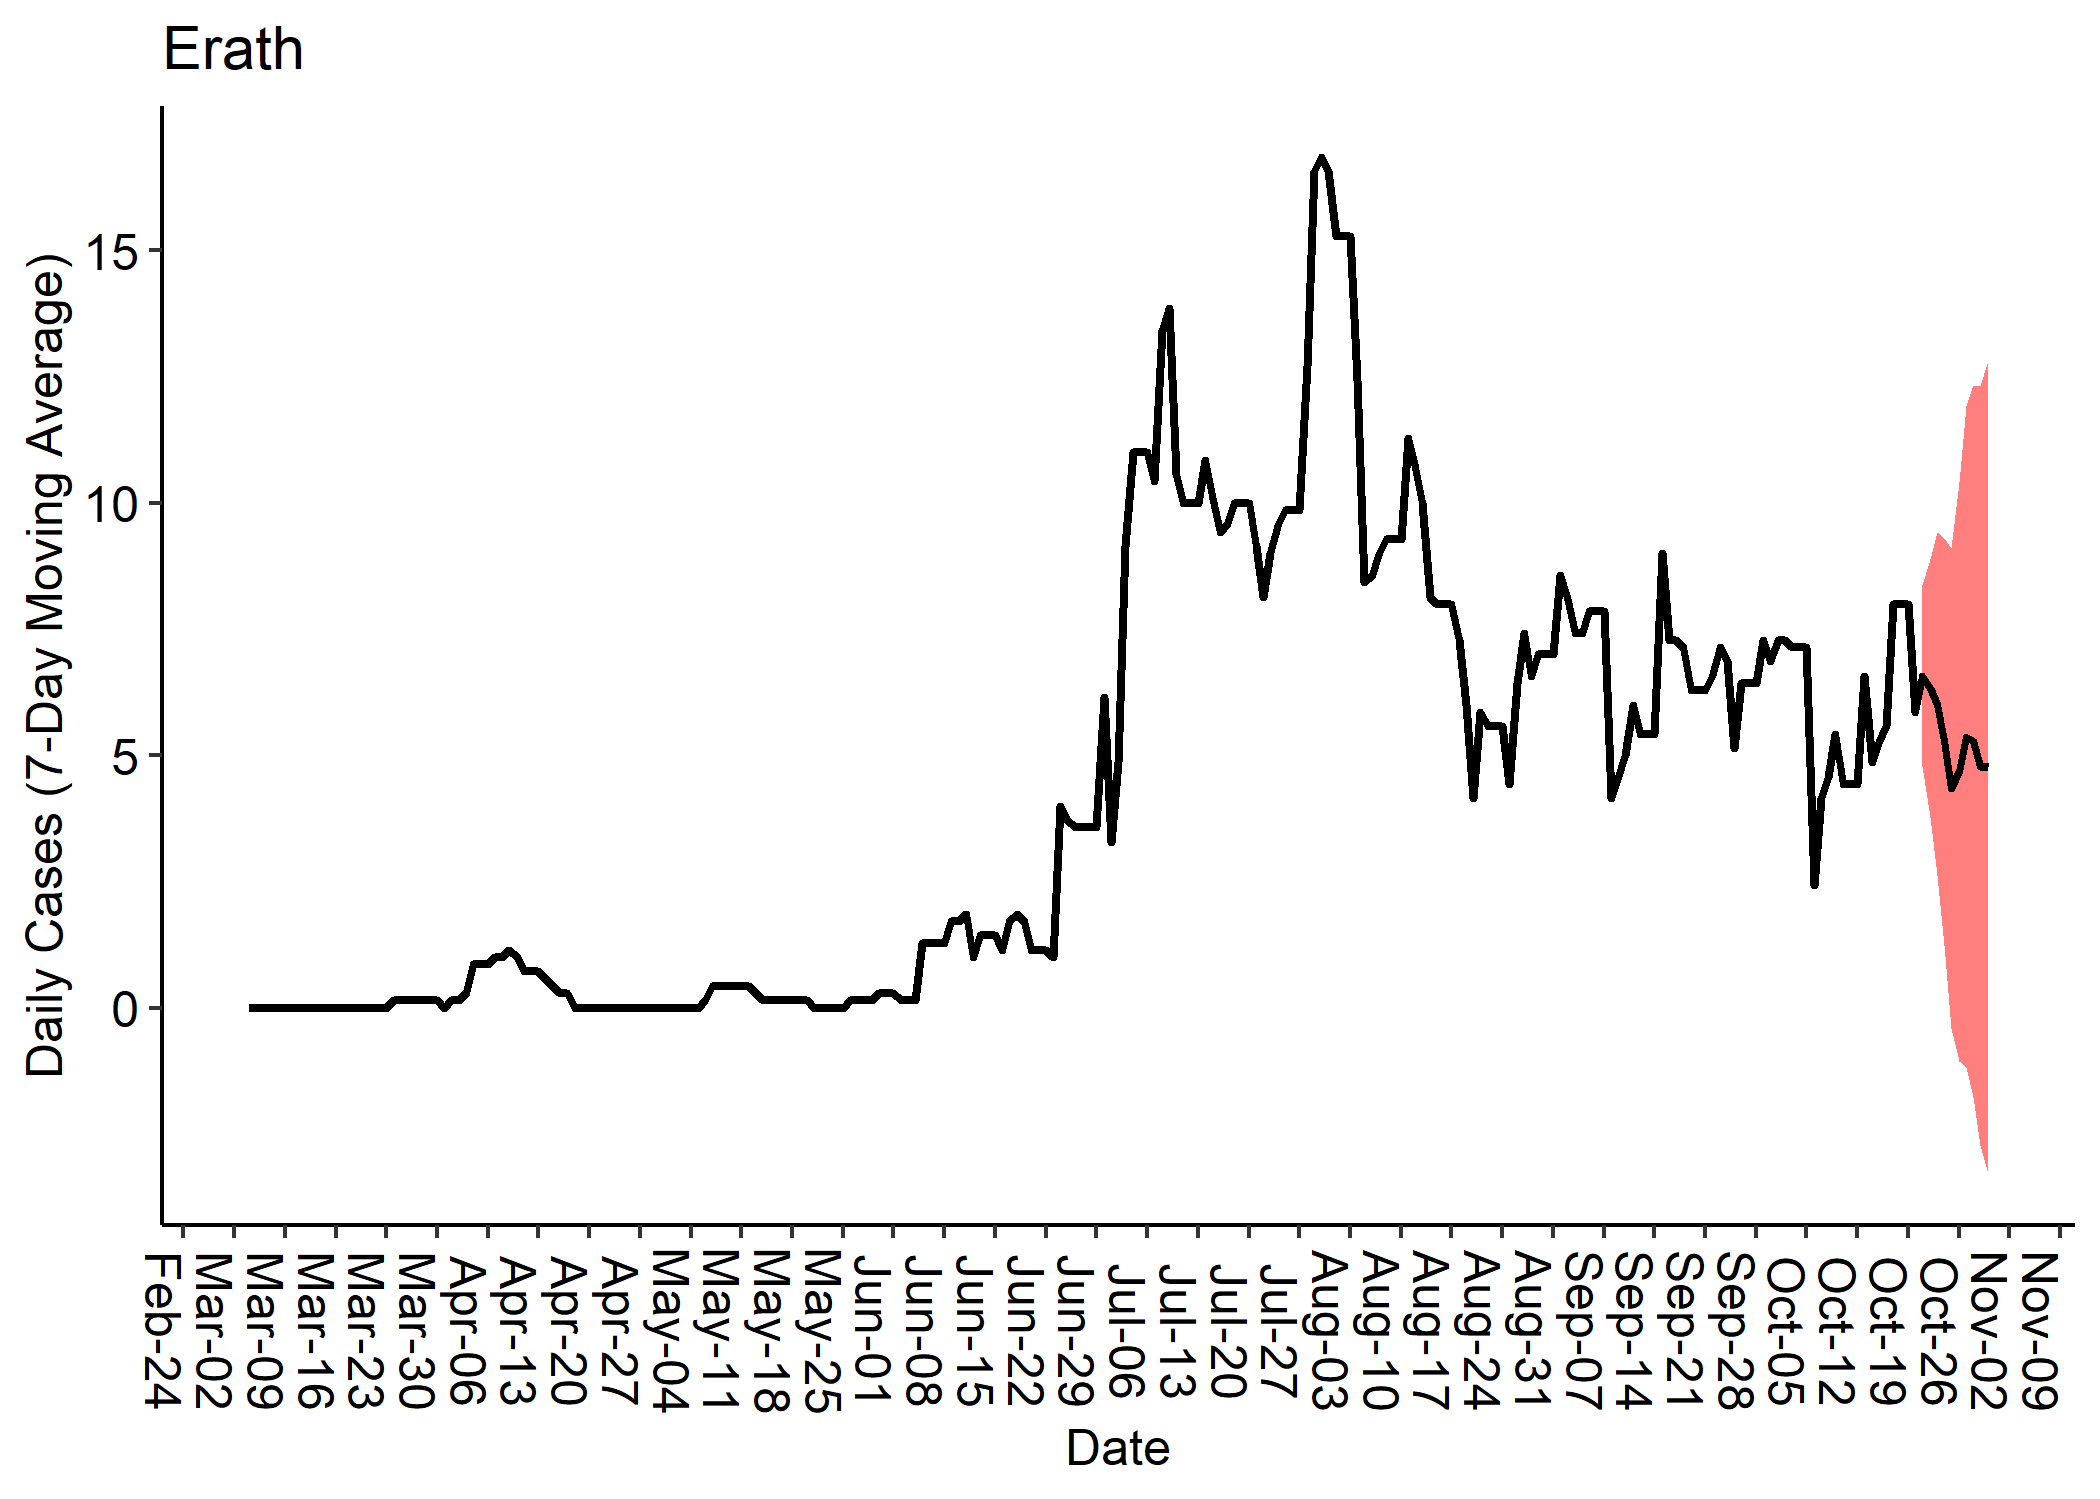 Erath
Daily Cases (7-Day Moving Average)
15
10
5
0
Feb-24
Mar-02
Mar-09
Mar-16
Mar-23
Mar-30
Apr-06
Apr-13
Apr-20
Apr-27
May-04
May-11
May-18
May-25
Jun-01
Jun-08
Jun-15
Jun-22
Jun-29
Jul-06
Jul-13
Jul-20
Jul-27
Aug-03
Aug-10
Aug-17
Aug-24
Aug-31
Sep-07
Sep-14
Sep-21
Sep-28
Oct-05
Oct-12
Oct-19
Oct-26
Nov-02
Nov-09
Date